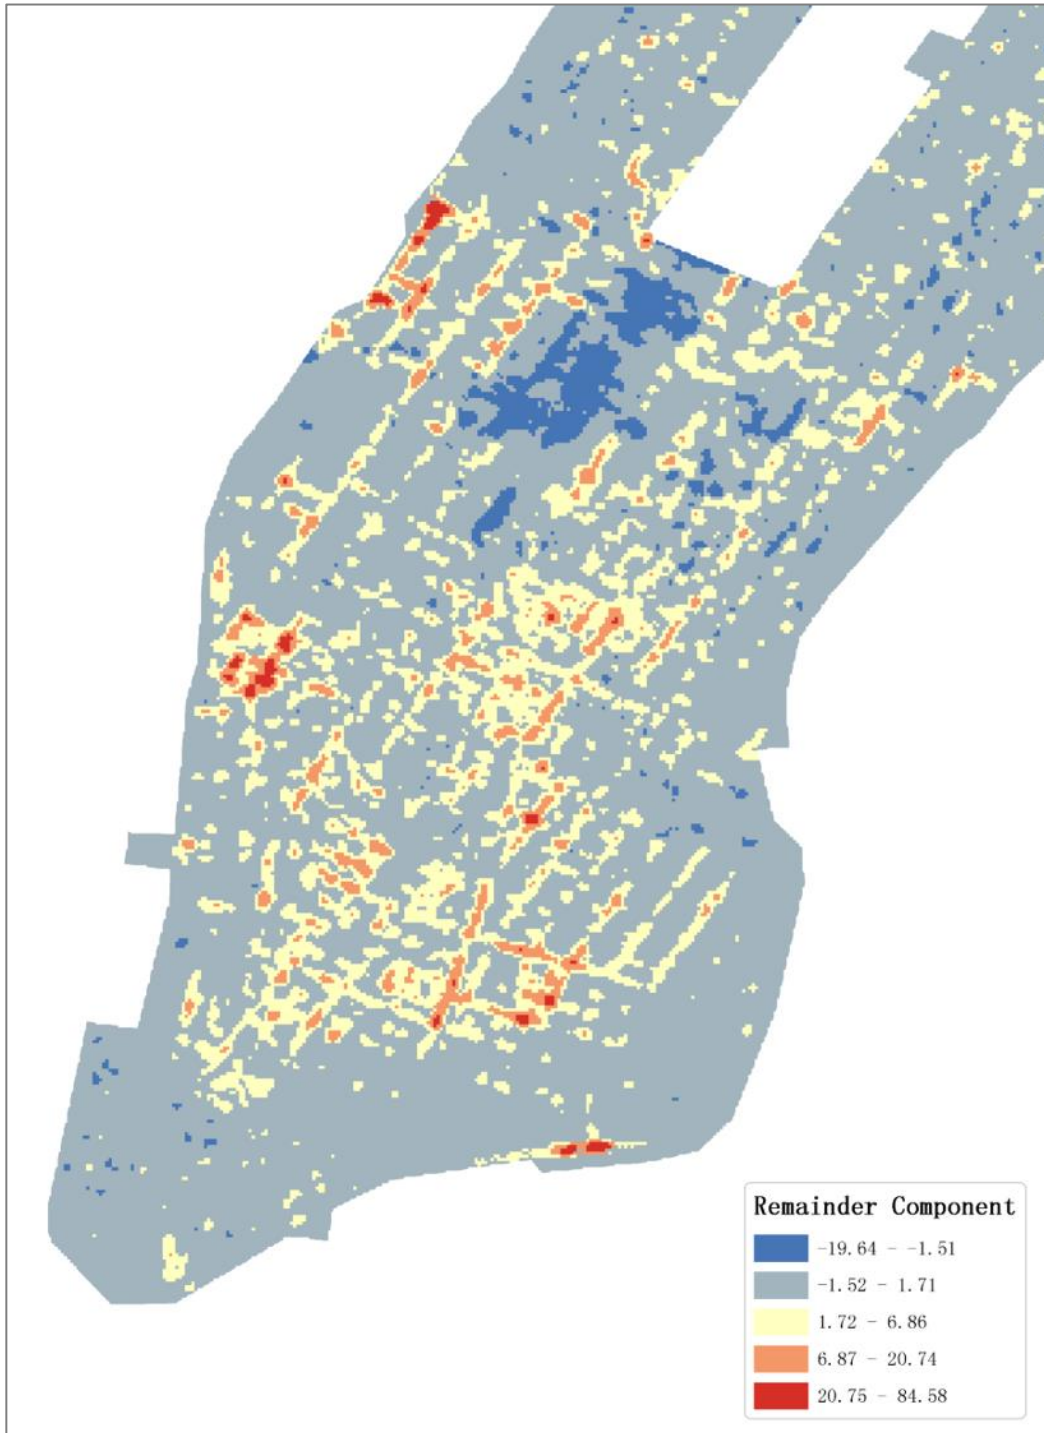 Remainder Component
-19.64 - -1.51
-1.52 - 1.71
1.72 - 6.86
6.87 - 20.74
20.75 - 84.58